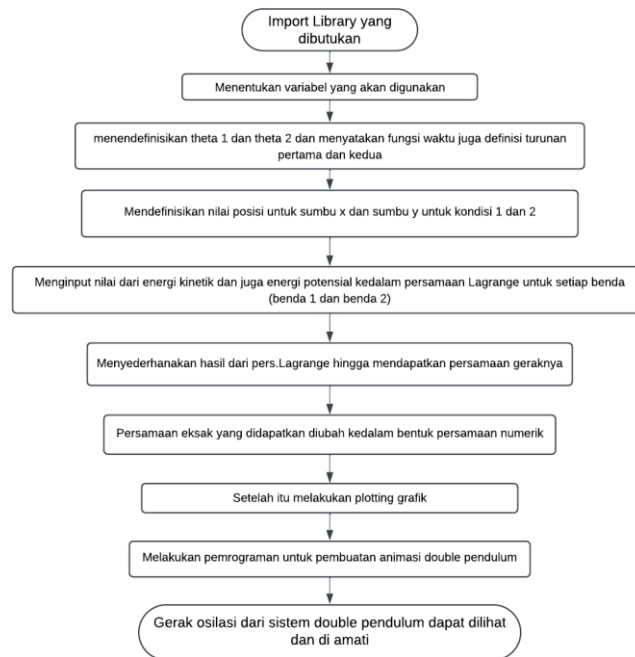 Import Library yang
dibutukan
Menentukan variabel yang akan digunakan
menendefinisikan theta 1 dan theta 2 dan menyatakan fungsi waktu juga definisi turunan
pertama dan kedua
Mendefinisikan nilai posisi untuk sumbu x dan sumbu y untuk kondisi 1 dan 2
Menginput nilai dari energi kinetik dan juga energi potensial kedalam persamaan Lagrange untuk setiap benda
(benda 1 dan benda 2)
Menyederhanakan hasil dari pers.Lagrange hingga mendapatkan persamaan geraknya
Persamaan eksak yang didapatkan diubah kedalam bentuk persamaan numerik
Setelah itu melakukan plotting grafik
Melakukan pemrograman untuk pembuatan animasi double pendulum
Gerak osilasi dari sistem double pendulum dapat dilihat
dan di amati